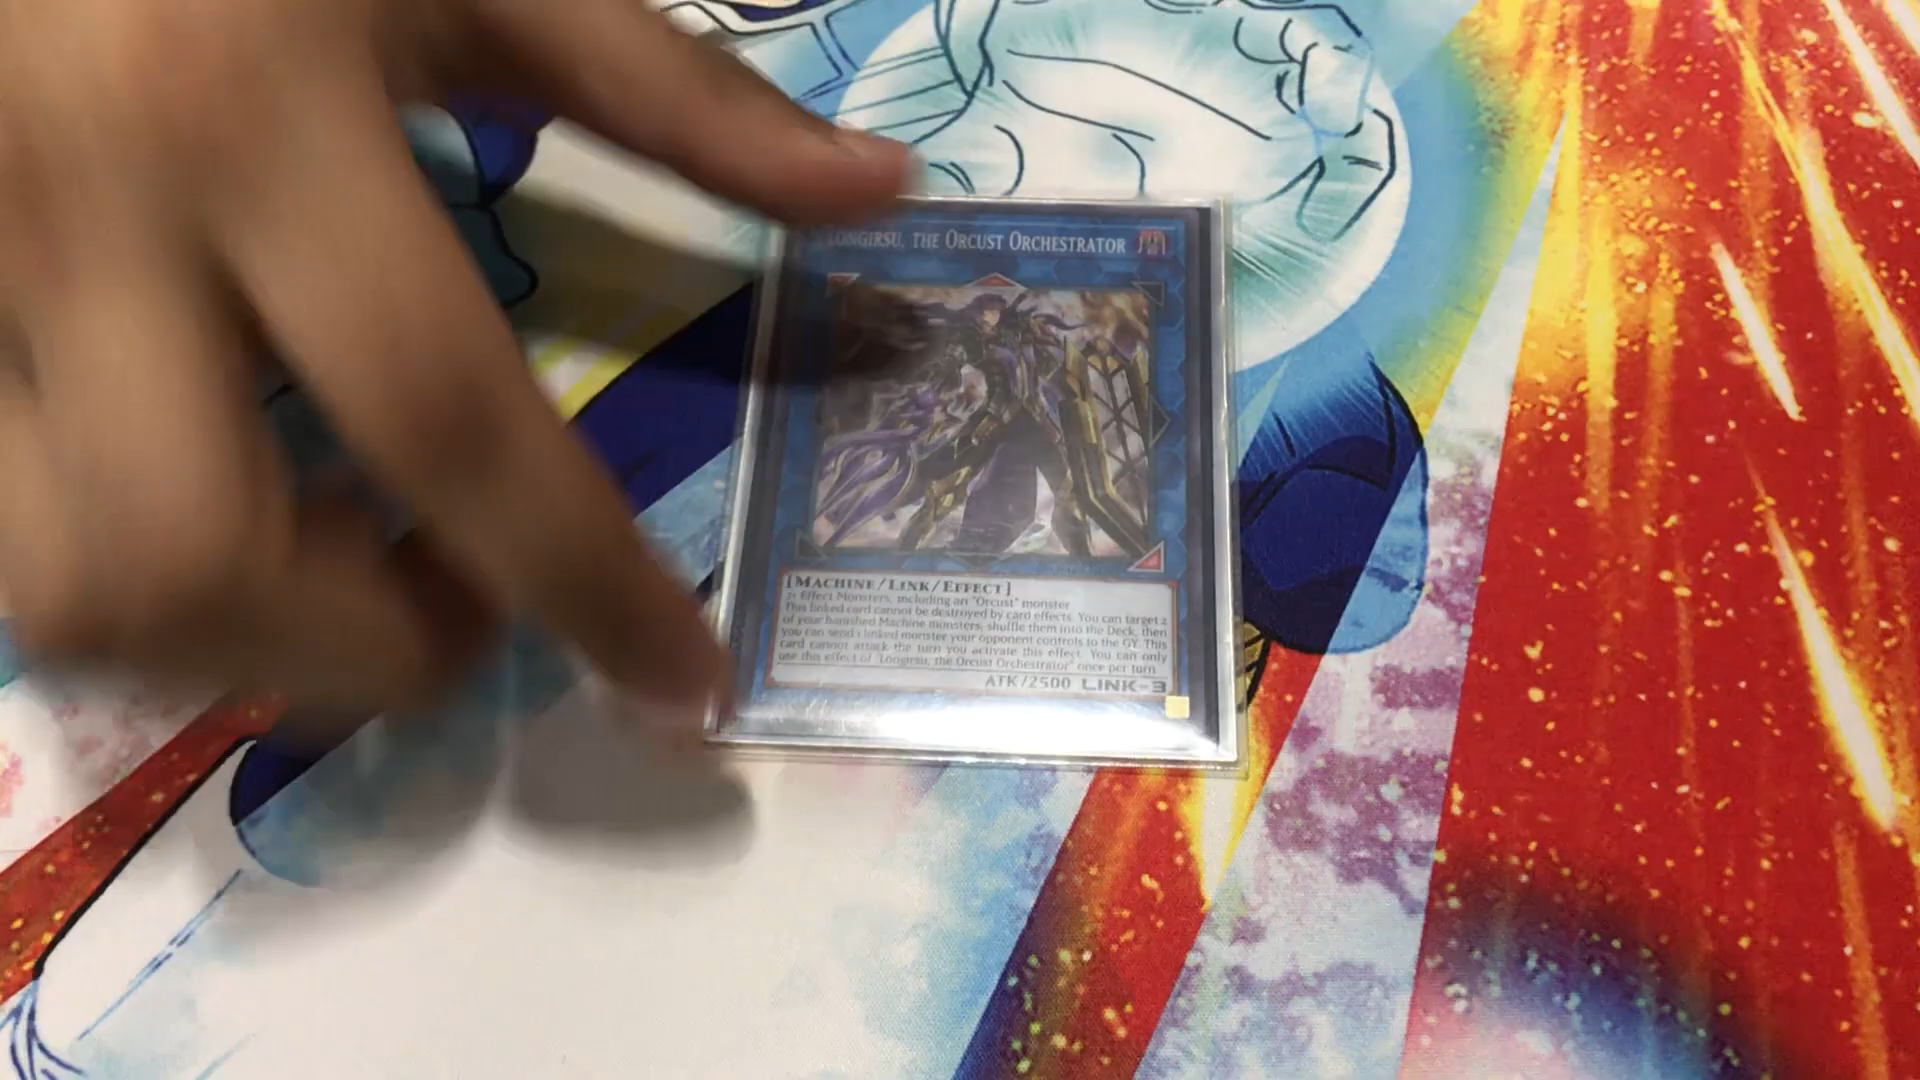 LONGIRSU, THE ORCUST ORCHESTRATOR
[MACHINE/LINK/EFFECT]
Effect Monsters, including an "Orcust" monster
This linked card cannot be destroyed by card effects. You can target 2
of your banished Machine monsters; shuffle them into the Deck, then
you can send 1 linked monster your opponent controls to the GY. This
card cannot attack the turn you activate this effect. You can only
use this effect of "Longirsu, the Orcust Orchestrator" once per turn.
ATK/2500 LINK-3